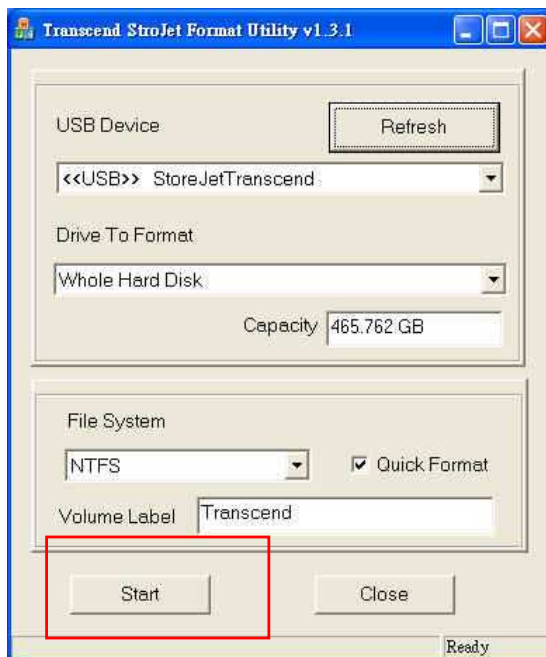 Transcend StroJet Format Utility v1.3.1
USB Device
Refresh
<<USB>> StoreJetTranscend
Drive To Format
Whole Hard Disk
Capacity 465.762 GB
File System
NTFS
Quick Format
Volume Label Transcend
Start Close
Ready